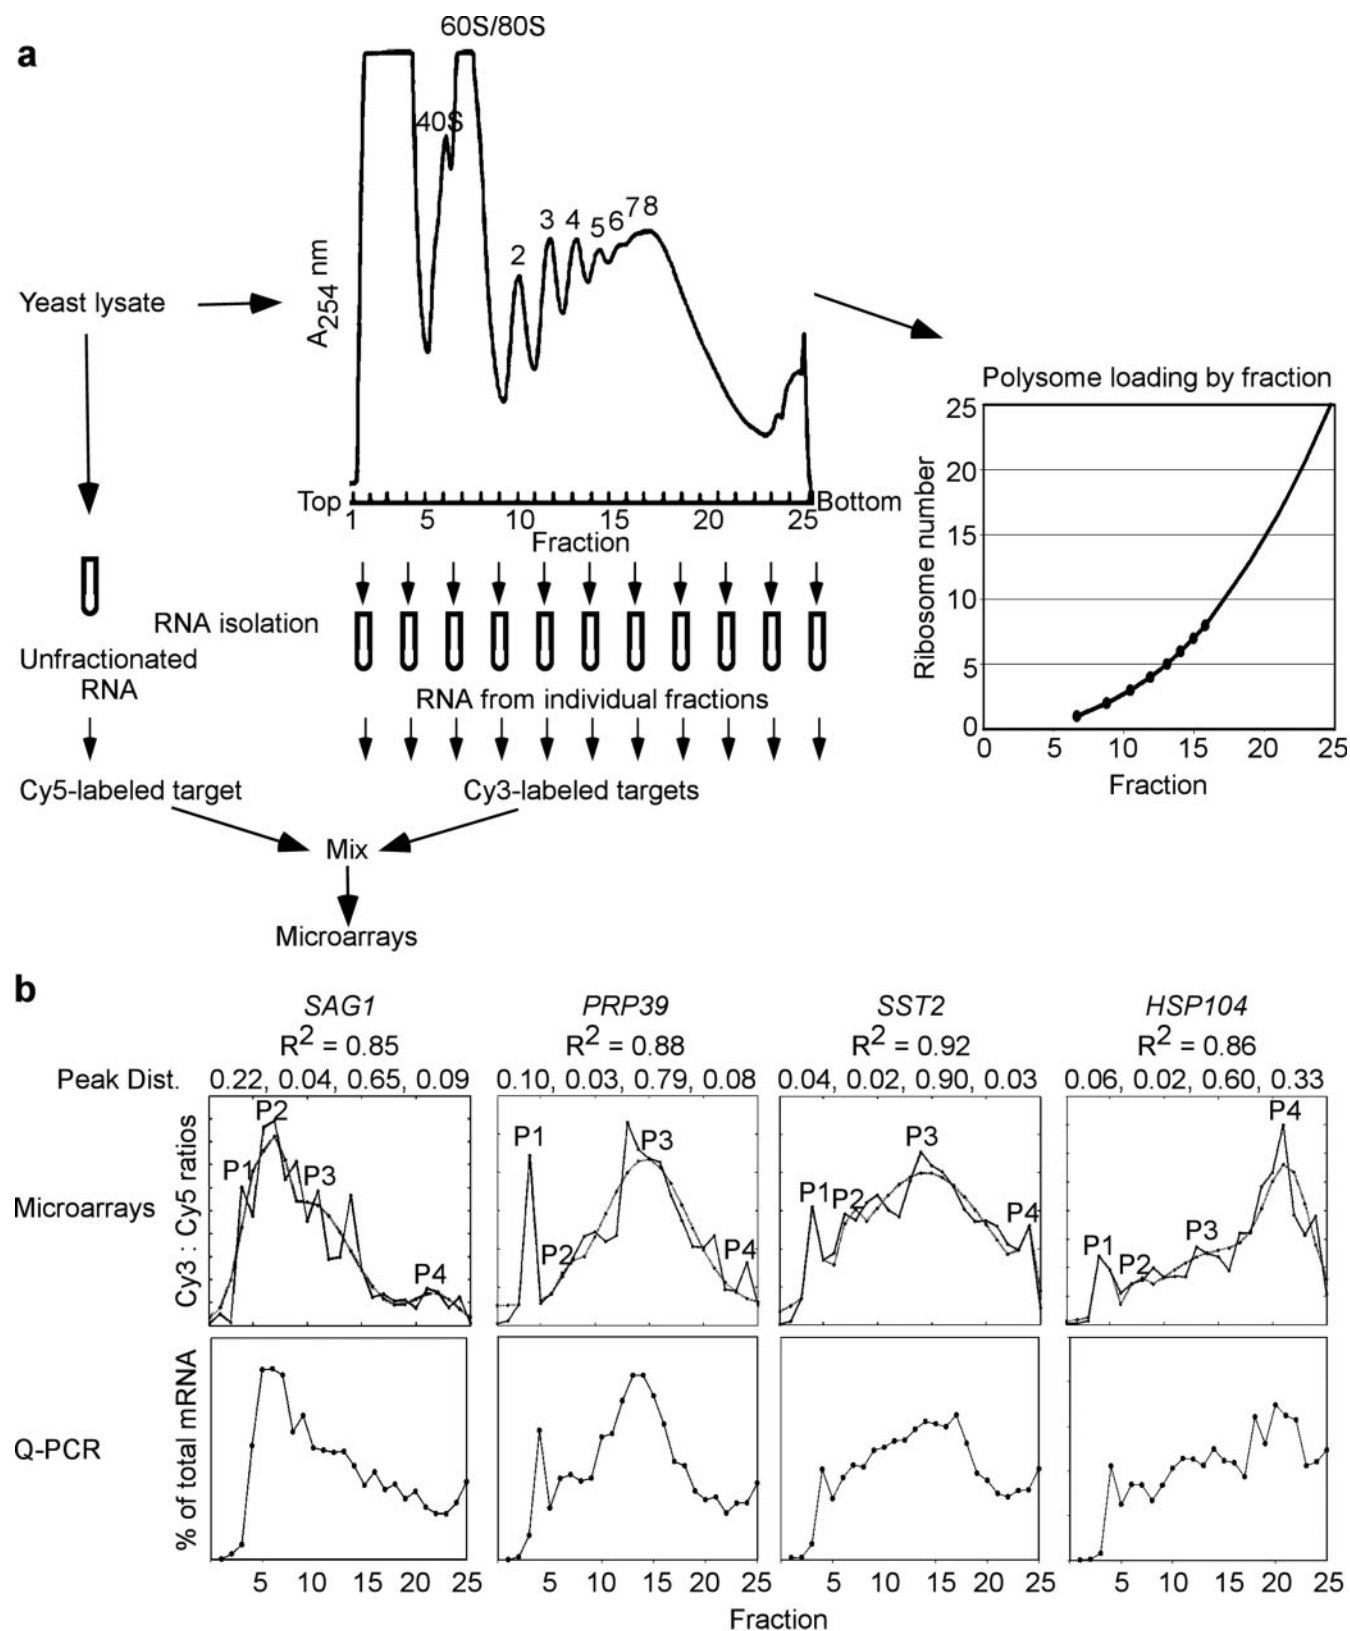 a
60S/80S
40S
2 3 4 5 6 7 8
A254 nm
Yeast lysate
Top
Bottom
1 5 10 15 20 25
Fraction
Polysome loading by fraction
Ribosome number
25
20
15
10
5
0
0 5 10 15 20 25
Fraction
RNA isolation
Unfractionated
RNA
RNA from individual fractions
Cy5-labeled target
Cy3-labeled targets
Mix
Microarrays
b
SAG1 PRP39 SST2 HSP104
R2 = 0.85 R2 = 0.88 R2 = 0.92 R2 = 0.86
Peak Dist. 0.22, 0.04, 0.65, 0.09 0.10, 0.03, 0.79, 0.08 0.04, 0.02, 0.90, 0.03 0.06, 0.02, 0.60, 0.33
Microarrays
Cy3 : Cy5 ratios
P1 P2 P3 P4
P1 P2 P3 P4
P1 P2 P3 P4
P1 P2 P3 P4
Q-PCR
% of total mRNA
5 10 15 20 25 5 10 15 20 25 5 10 15 20 25 5 10 15 20 25
Fraction